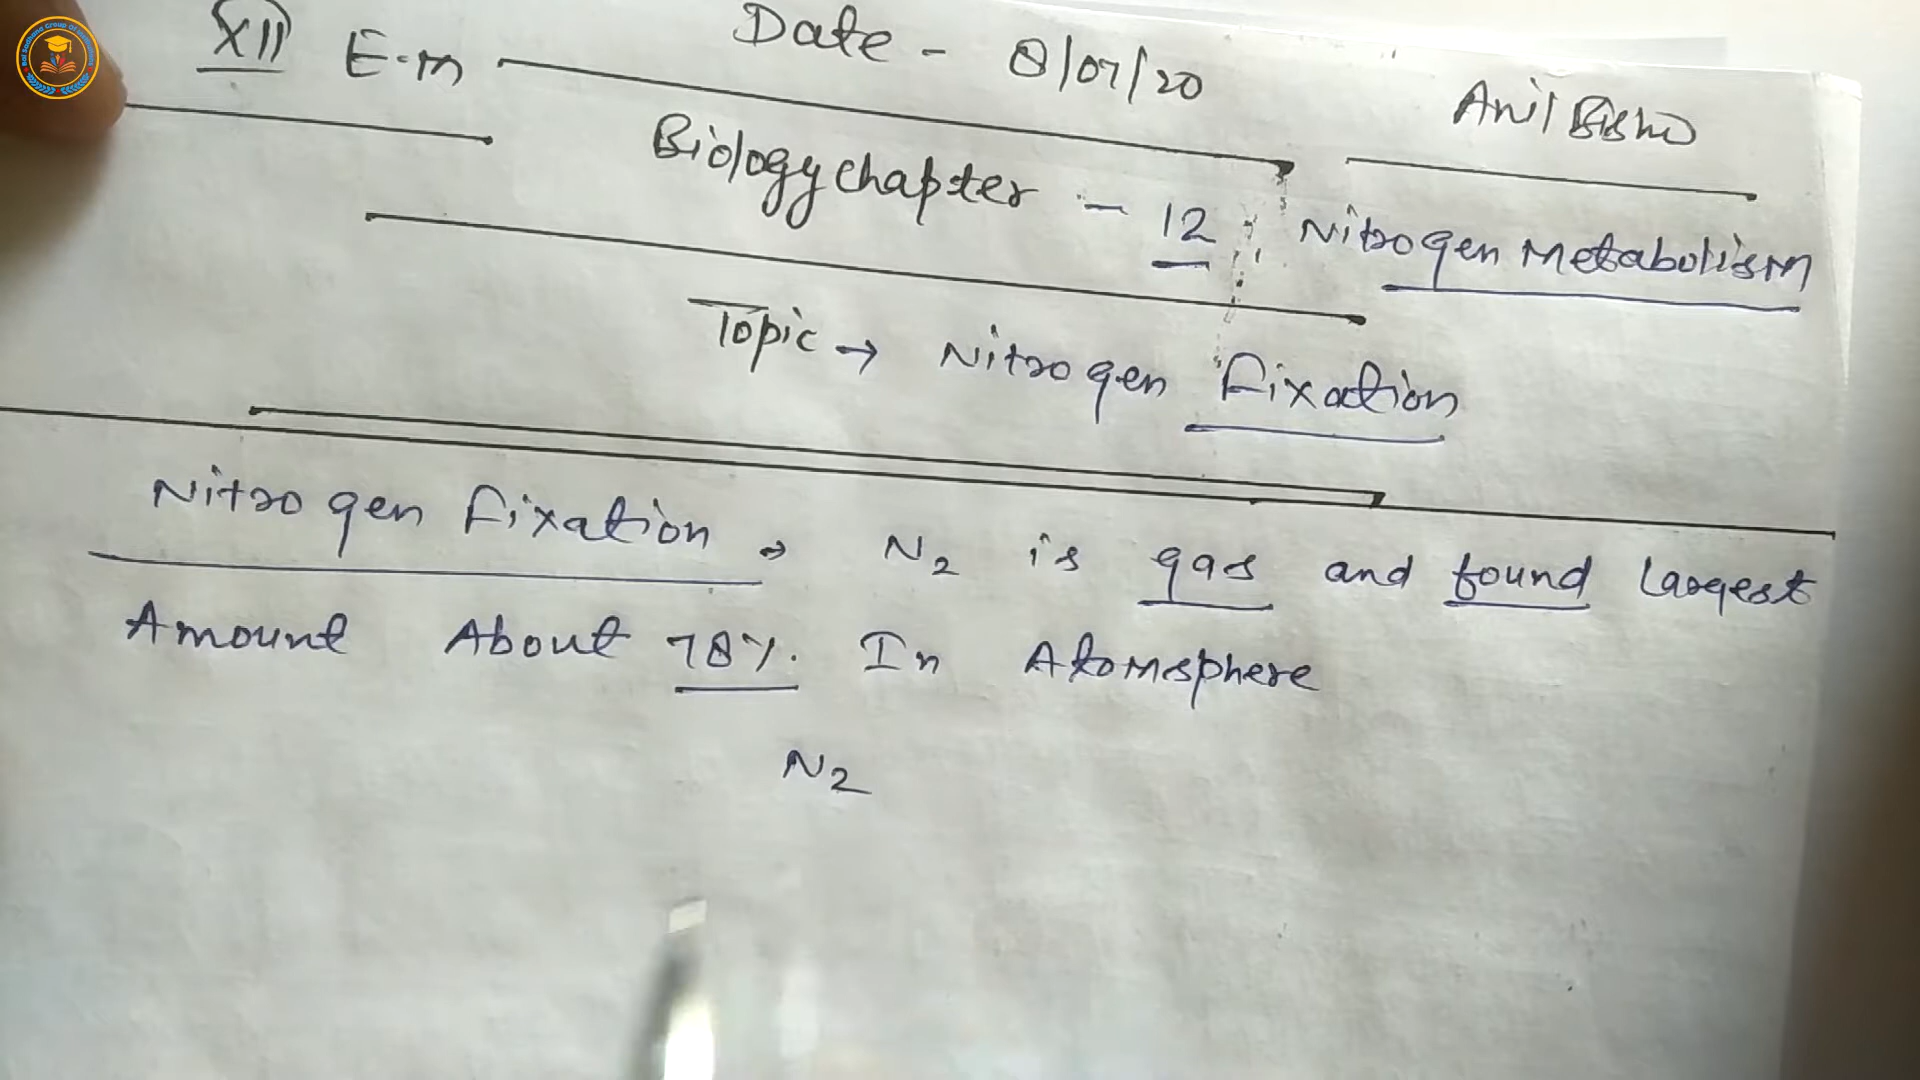 XII E.m Date - 8/07/20 Anil
Biology chapter - 12 Nitrogen Metabolism
Topic → Nitrogen Fixation
Nitrogen Fixation → N2 is gas and found Largest
Amount About 78% In Atomsphere
N2